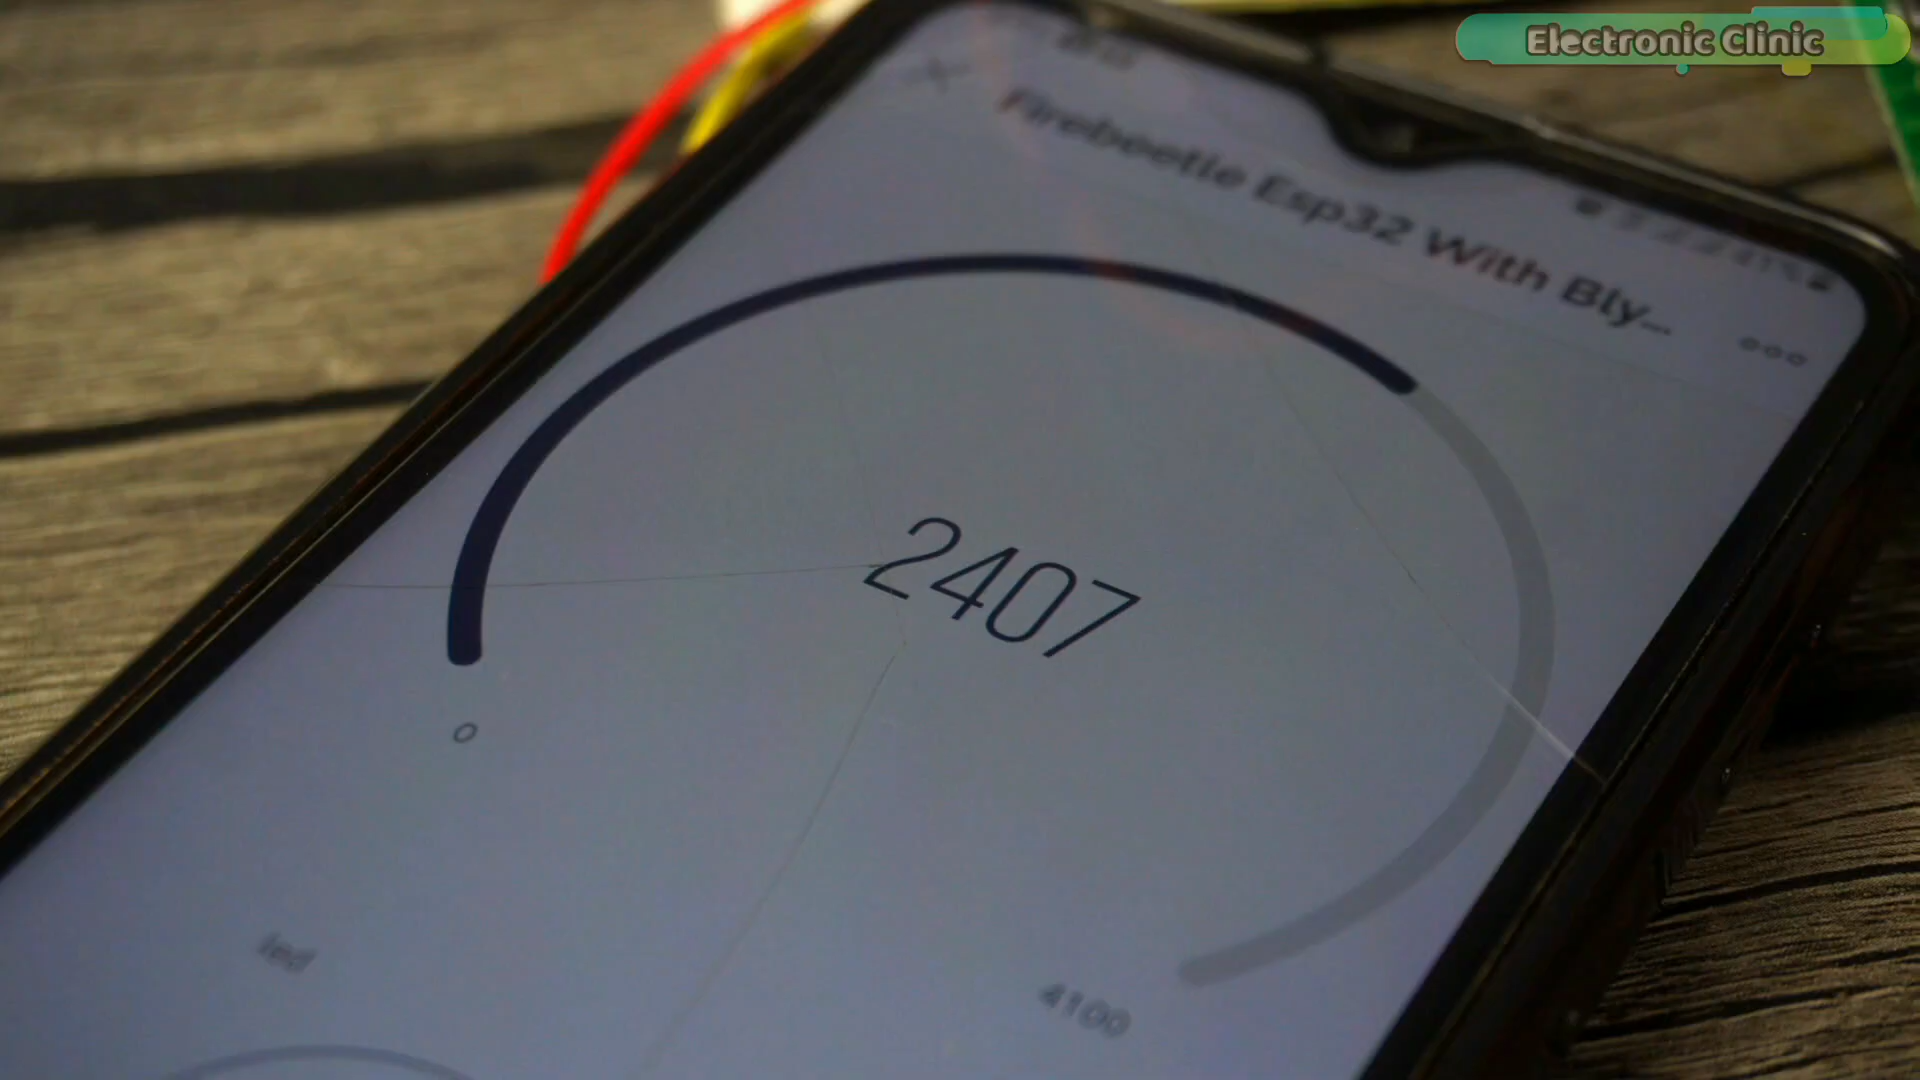 Electronic Clinic
Firebeetle Esp32 With Bly...
2407
0
led
4100